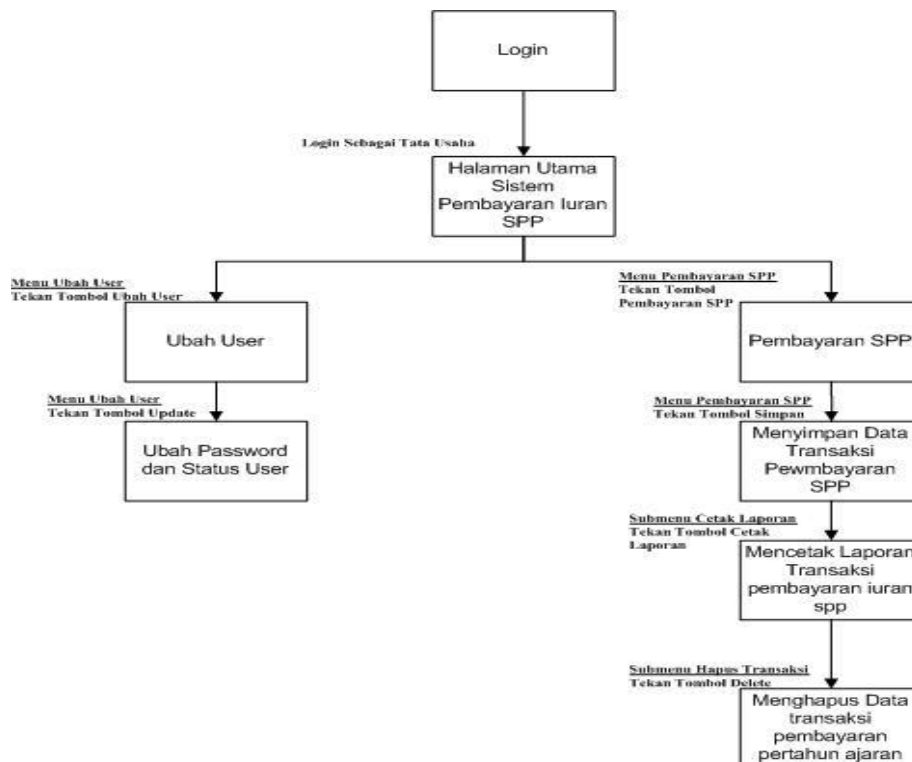 Login
Login Sebagai Tata Usaha
Halaman Utama
Sistem
Pembayaran Iuran
SPP
Menu Ubah User
Tekan Tombol Ubah User
Ubah User
Menu Ubah User
Tekan Tombol Update
Ubah Password
dan Status User
Menu Pembayaran SPP
Tekan Tombol
Pembayaran SPP
Pembayaran SPP
Menu Pembayaran SPP
Tekan Tombol Simpan
Menyimpan Data
Transaksi
Pewmbayaran
SPP
Submenu Cetak Laporan
Tekan Tombol Cetak
Laporan
Mencetak Laporan
Transaksi
pembayaran iuran
spp
Submenu Hapus Transaksi
Tekan Tombol Delete
Menghapus Data
transaksi
pembayaran
pertahun ajaran